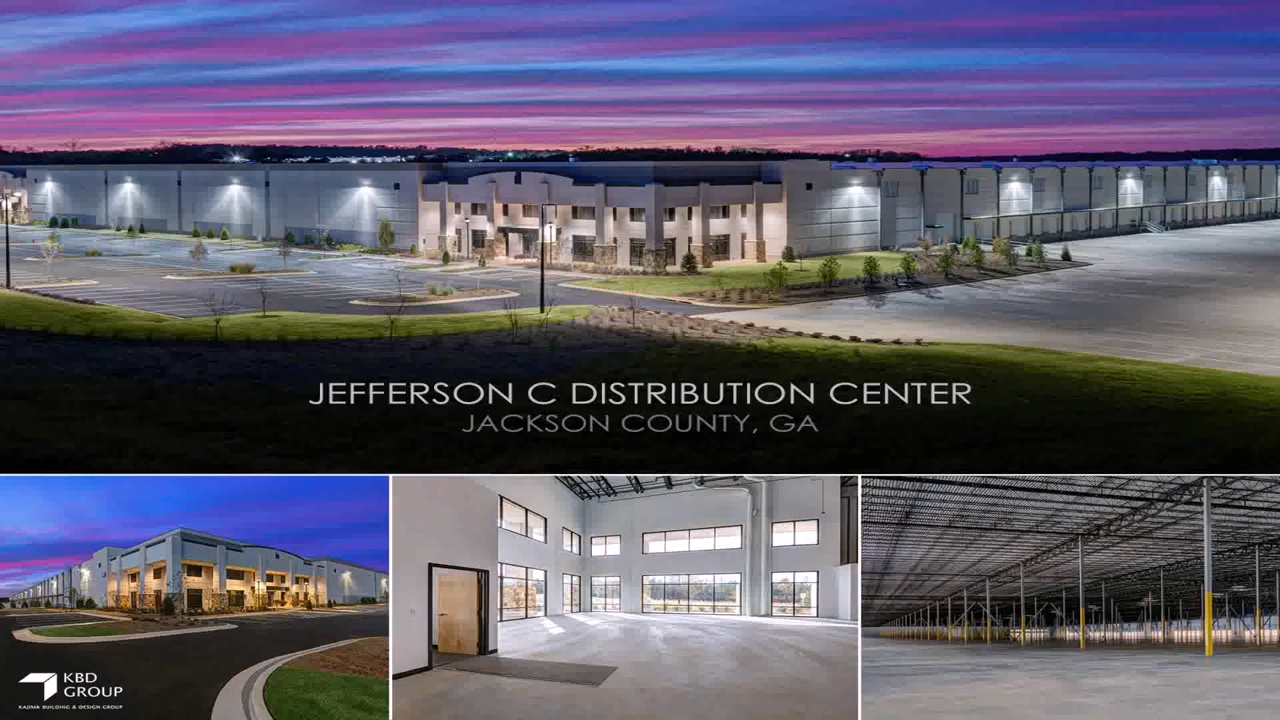 JEFFERSON C DISTRIBUTION CENTER
JACKSON COUNTY, GA
KBD
GROUP
KAJIMA BUILDING & DESIGN GROUP